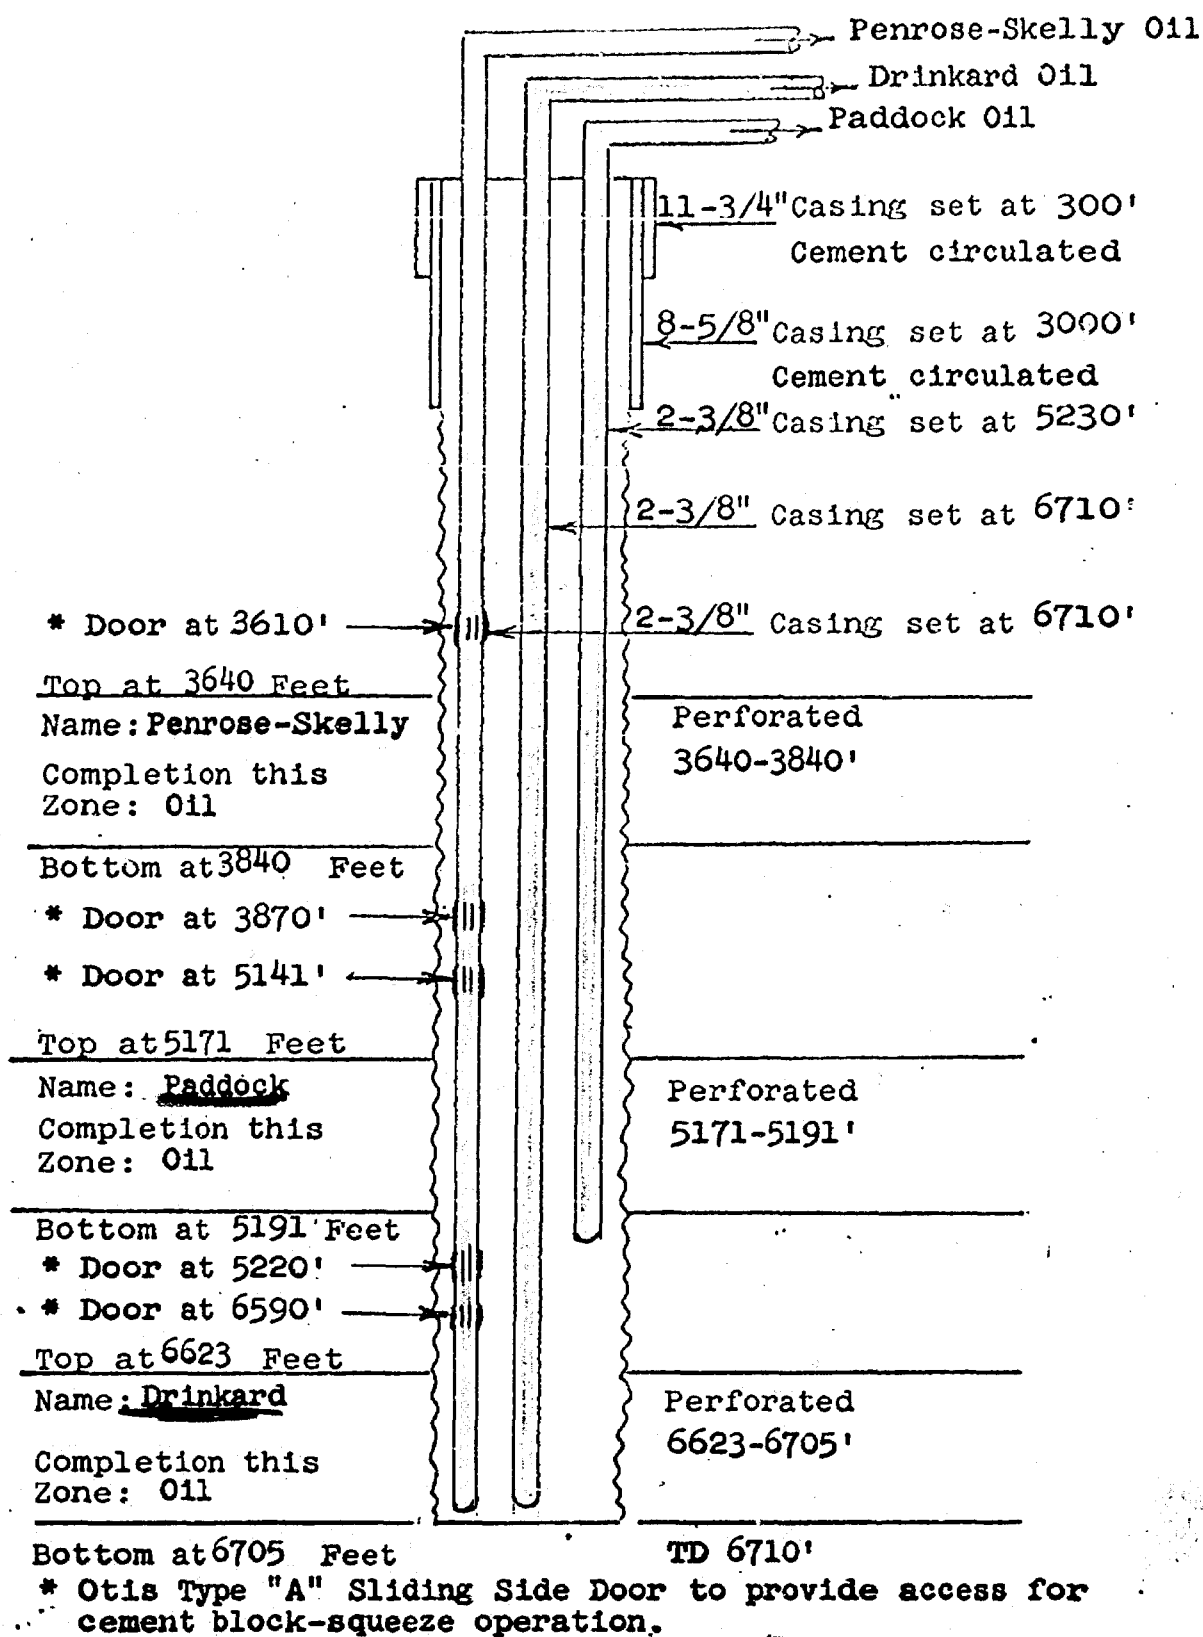 Penrose-Skelly Oil
Drinkard Oil
Paddock Oil
11-3/4" Casing set at 300'
Cement circulated
8-5/8" Casing set at 3000'
Cement circulated
2-3/8" Casing set at 5230'
2-3/8" Casing set at 6710'
* Door at 3610'
2-3/8" Casing set at 6710'
Top at 3640 Feet
Name: Penrose-Skelly
Perforated
3640-3840'
Completion this
Zone: Oil
Bottom at 3840 Feet
* Door at 3870'
* Door at 5141'
Top at 5171 Feet
Name: Paddock
Perforated
5171-5191'
Completion this
Zone: Oil
Bottom at 5191' Feet
* Door at 5220'
* Door at 6590'
Top at 6623 Feet
Name: Drinkard
Perforated
6623-6705'
Completion this
Zone: Oil
Bottom at 6705 Feet
TD 6710'
* Otis Type "A" Sliding Side Door to provide access for
cement block-squeeze operation.